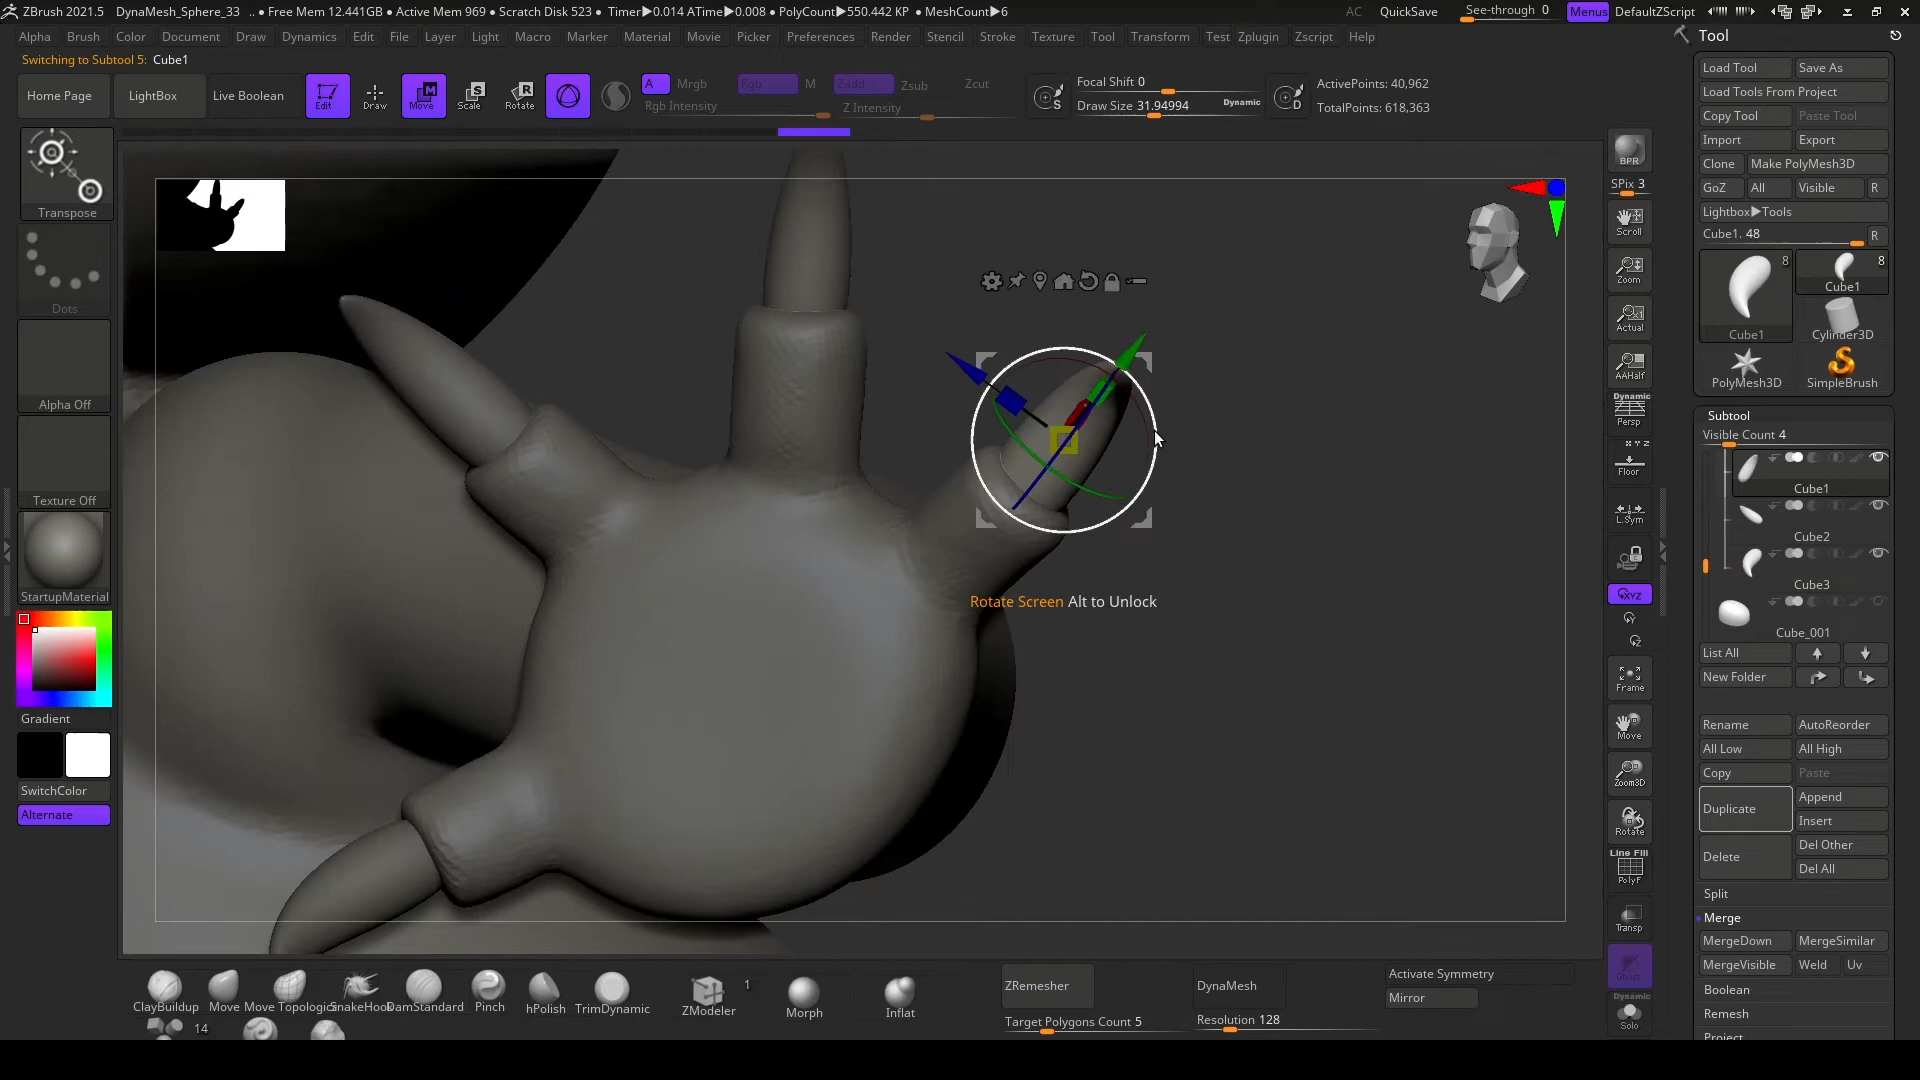 ZBrush 2021.5 DynaMesh_Sphere_33 .. ● Free Mem 12.441GB ● Active Mem 969 ● Scratch Disk 523 ● Timer▶0.014 ATime▶0.008 ● PolyCount▶550.442 KP ● MeshCount▶6 AC QuickSave See-through 0 Menus DefaultZScript
Alpha Brush Color Document Draw Dynamics Edit File Layer Light Macro Marker Material Movie Picker Preferences Render Stencil Stroke Texture Tool Transform Test Zplugin Zscript Help
Tool
Switching to Subtool 5: Cube1
Home Page LightBox Live Boolean Edit Draw Move Scale Rotate
A Mrgb Rgb M Zadd Zsub Zcut
Rgb Intensity Z Intensity
Focal Shift 0
Draw Size 31.94994 Dynamic
S D
ActivePoints: 40,962
TotalPoints: 618,363
Transpose
Dots
Alpha Off
Texture Off
StartupMaterial
Gradient
SwitchColor
Alternate
Rotate Screen Alt to Unlock
BPR
SPix 3
Scroll
Zoom
Actual
AAHalf
Dynamic
Persp
X Y Z
Floor
L.Sym
XYZ
Frame
Move
Zoom3D
Rotate
Line Fill
PolyF
Transp
Ghost
Dynamic
Solo
Load Tool Save As
Load Tools From Project
Copy Tool Paste Tool
Import Export
Clone Make PolyMesh3D
GoZ All Visible R
Lightbox▶Tools
Cube1. 48 R
8 8
Cube1
Cube1 Cylinder3D
PolyMesh3D SimpleBrush
Subtool
Visible Count 4
Cube1
Cube2
Cube3
Cube_001
List All
New Folder
Rename AutoReorder
All Low All High
Copy Paste
Duplicate Append
Insert
Delete Del Other
Del All
Split
Merge
MergeDown MergeSimilar
MergeVisible Weld Uv
Boolean
Remesh
Project
ClayBuildup Move Move Topologic SnakeHook DamStandard Pinch hPolish TrimDynamic ZModeler 1 Morph Inflat
14
ZRemesher
Target Polygons Count 5
DynaMesh
Resolution 128
Activate Symmetry
Mirror